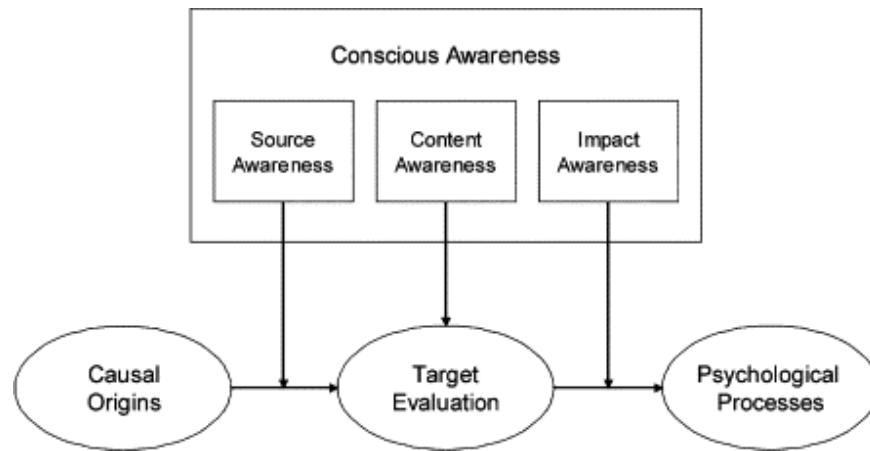 Conscious Awareness
Source
Awareness
Content
Awareness
Impact
Awareness
Causal
Origins
Target
Evaluation
Psychological
Processes